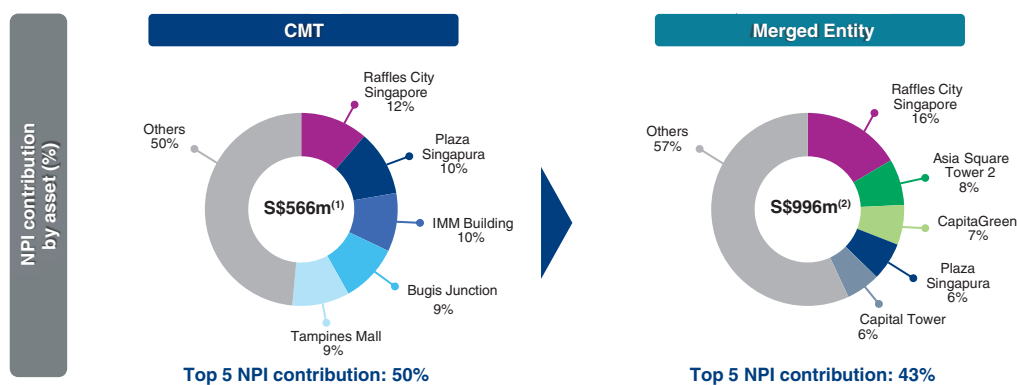 NPI contribution
by asset (%)
CMT
Raffles City
Singapore
12%
Plaza
Singapura
10%
IMM Building
10%
Bugis Junction
9%
Tampines Mall
9%
Others
50%
S$566m(1)
Top 5 NPI contribution: 50%
Merged Entity
Raffles City
Singapore
16%
Asia Square
Tower 2
8%
CapitaGreen
7%
Plaza
Singapura
6%
Capital Tower
6%
Others
57%
S$996m(2)
Top 5 NPI contribution: 43%